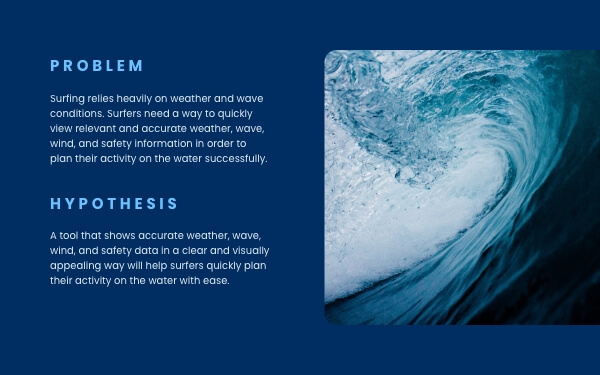 PROBLEM
Surfing relies heavily on weather and wave
conditions. Surfers need a way to quickly
view relevant and accurate weather, wave,
wind, and safety information in order to
plan their activity on the water successfully.
HYPOTHESIS
A tool that shows accurate weather, wave,
wind, and safety data in a clear and visually
appealing way will help surfers quickly plan
their activity on the water with ease.